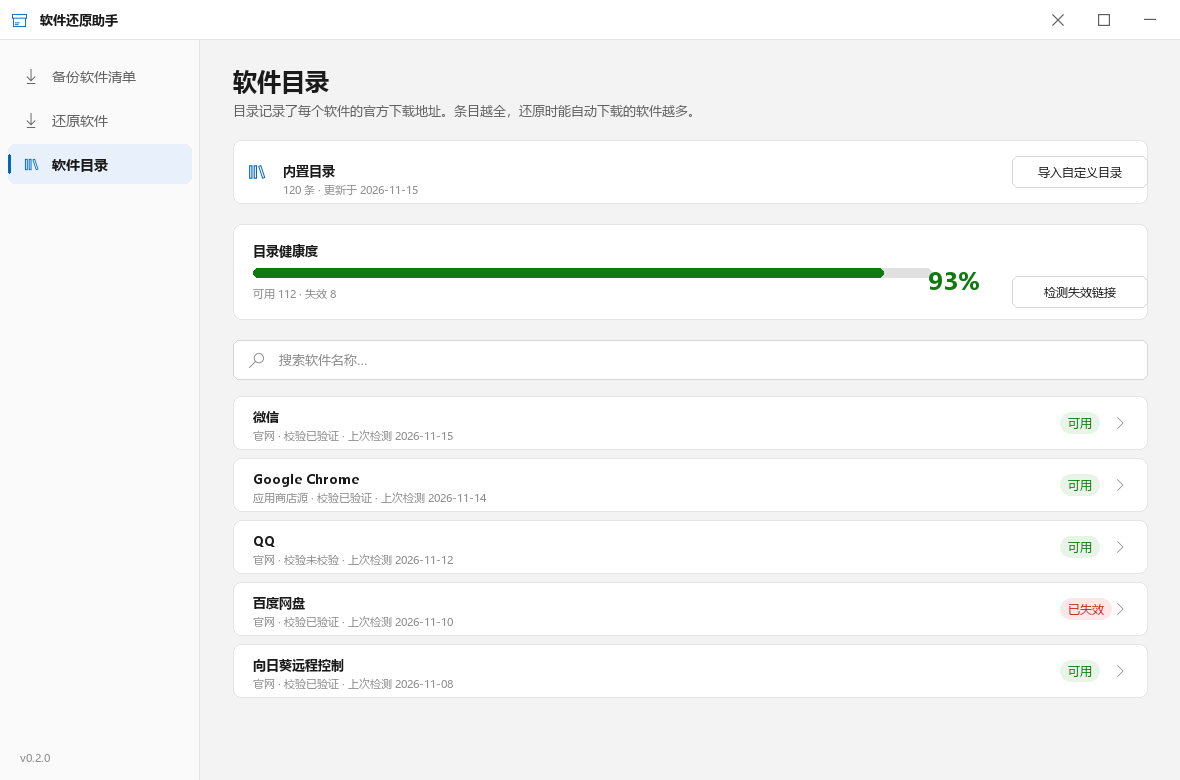 软件还原助手
备份软件清单
还原软件
软件目录
v0.2.0
软件目录
目录记录了每个软件的官方下载地址。条目越全，还原时能自动下载的软件越多。
内置目录
120 条 · 更新于 2026-11-15
导入自定义目录
目录健康度
93%
可用 112 · 失效 8
检测失效链接
搜索软件名称...
微信
官网 · 校验已验证 · 上次检测 2026-11-15
可用
Google Chrome
应用商店源 · 校验已验证 · 上次检测 2026-11-14
可用
QQ
官网 · 校验未校验 · 上次检测 2026-11-12
可用
百度网盘
官网 · 校验已验证 · 上次检测 2026-11-10
已失效
向日葵远程控制
官网 · 校验已验证 · 上次检测 2026-11-08
可用